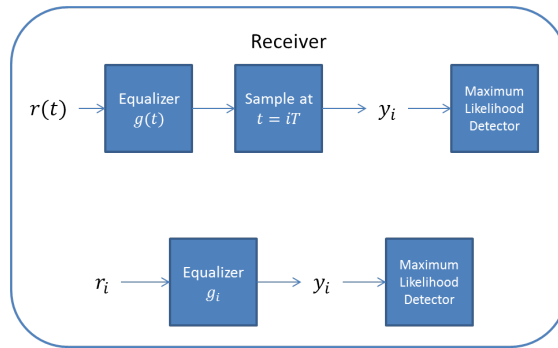 Receiver
r(t)
Equalizer
g(t)
Sample at
t = iT
y_i
Maximum
Likelihood
Detector
r_i
Equalizer
g_i
y_i
Maximum
Likelihood
Detector